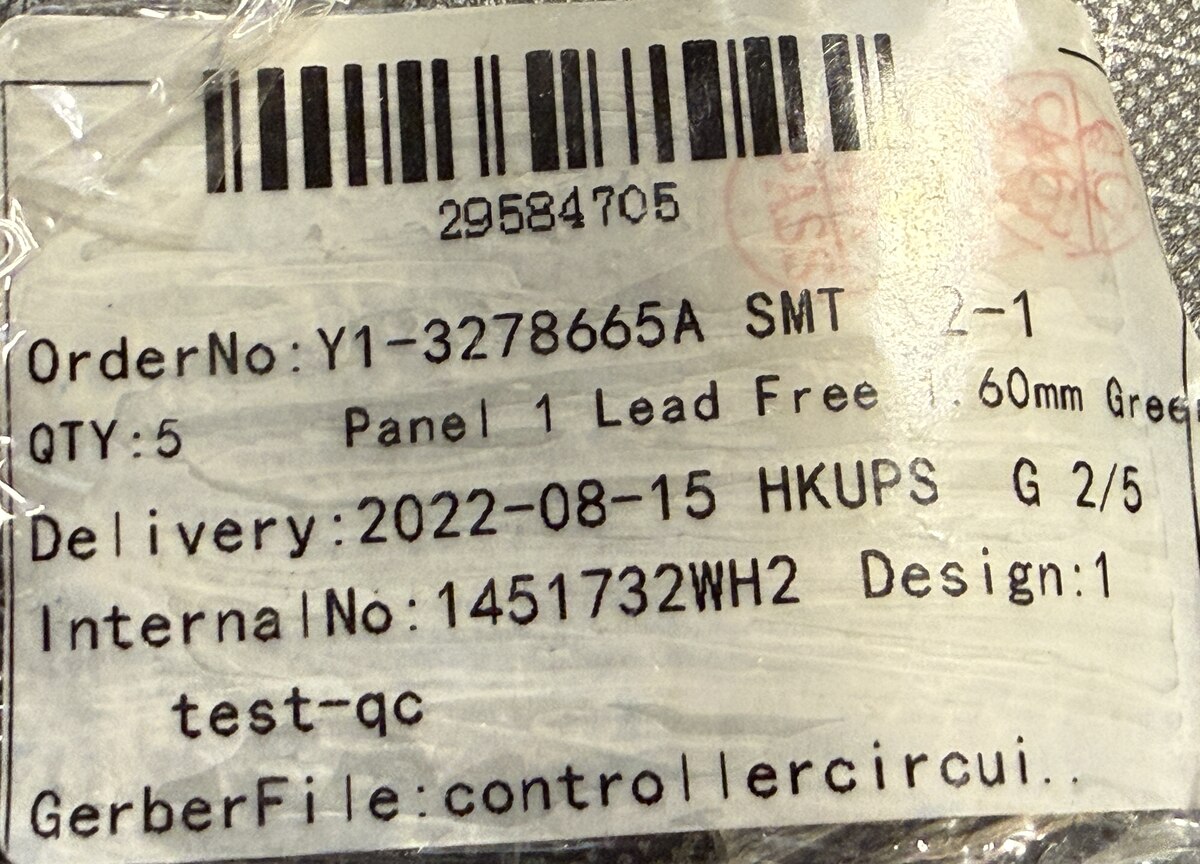 29584705
OrderNo:Y1-3278665A SMT 2-1
QTY:5 Panel 1 Lead Free 1.60mm Gree
Delivery:2022-08-15 HKUPS G 2/5
InternalNo:1451732WH2 Design:1
test-qc
GerberFile:controllercircui..
PASS